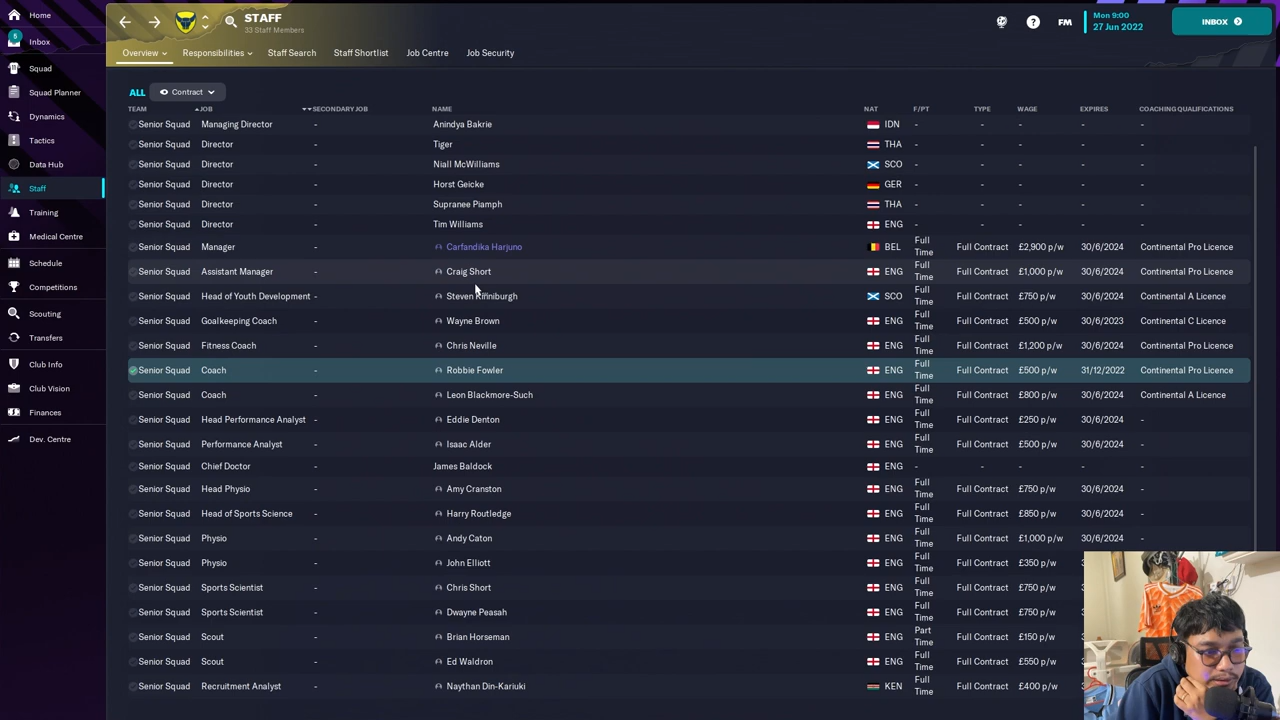 Home
Inbox
5
Squad
Squad Planner
Dynamics
Tactics
Data Hub
Staff
Training
Medical Centre
Schedule
Competitions
Scouting
Transfers
Club Info
Club Vision
Finances
Dev. Centre
STAFF
33 Staff Members
FM
Mon 9:00
27 Jun 2022
INBOX
Overview Responsibilities Staff Search Staff Shortlist Job Centre Job Security
ALL Contract
TEAM JOB SECONDARY JOB NAME NAT F/PT TYPE WAGE EXPIRES COACHING QUALIFICATIONS
Senior Squad Managing Director - Anindya Bakrie IDN - - - - -
Senior Squad Director - Tiger THA - - - - -
Senior Squad Director - Niall McWilliams SCO - - - - -
Senior Squad Director - Horst Geicke GER - - - - -
Senior Squad Director - Supranee Piamph THA - - - - -
Senior Squad Director - Tim Williams ENG - - - - -
Senior Squad Manager - Carfandika Harjuno BEL Full Time Full Contract £2,900 p/w 30/6/2024 Continental Pro Licence
Senior Squad Assistant Manager - Craig Short ENG Full Time Full Contract £1,000 p/w 30/6/2024 Continental Pro Licence
Senior Squad Head of Youth Development - Steven Kinniburgh SCO Full Time Full Contract £750 p/w 30/6/2024 Continental A Licence
Senior Squad Goalkeeping Coach - Wayne Brown ENG Full Time Full Contract £500 p/w 30/6/2023 Continental C Licence
Senior Squad Fitness Coach - Chris Neville ENG Full Time Full Contract £1,200 p/w 30/6/2024 Continental Pro Licence
Senior Squad Coach - Robbie Fowler ENG Full Time Full Contract £500 p/w 31/12/2022 Continental Pro Licence
Senior Squad Coach - Leon Blackmore-Such ENG Full Time Full Contract £800 p/w 30/6/2024 Continental A Licence
Senior Squad Head Performance Analyst - Eddie Denton ENG Full Time Full Contract £250 p/w 30/6/2024 -
Senior Squad Performance Analyst - Isaac Alder ENG Full Time Full Contract £500 p/w 30/6/2024 -
Senior Squad Chief Doctor - James Baldock ENG - - - - -
Senior Squad Head Physio - Amy Cranston ENG Full Time Full Contract £750 p/w 30/6/2024 -
Senior Squad Head of Sports Science - Harry Routledge ENG Full Time Full Contract £850 p/w 30/6/2024 -
Senior Squad Physio - Andy Caton ENG Full Time Full Contract £1,000 p/w 30/6/2024 -
Senior Squad Physio - John Elliott ENG Full Time Full Contract £350 p/w
Senior Squad Sports Scientist - Chris Short ENG Full Time Full Contract £750 p/w
Senior Squad Sports Scientist - Dwayne Peasah ENG Full Time Full Contract £750 p/w
Senior Squad Scout - Brian Horseman ENG Part Time Full Contract £150 p/w
Senior Squad Scout - Ed Waldron ENG Full Time Full Contract £550 p/w
Senior Squad Recruitment Analyst - Naythan Din-Kariuki KEN Full Time Full Contract £400 p/w